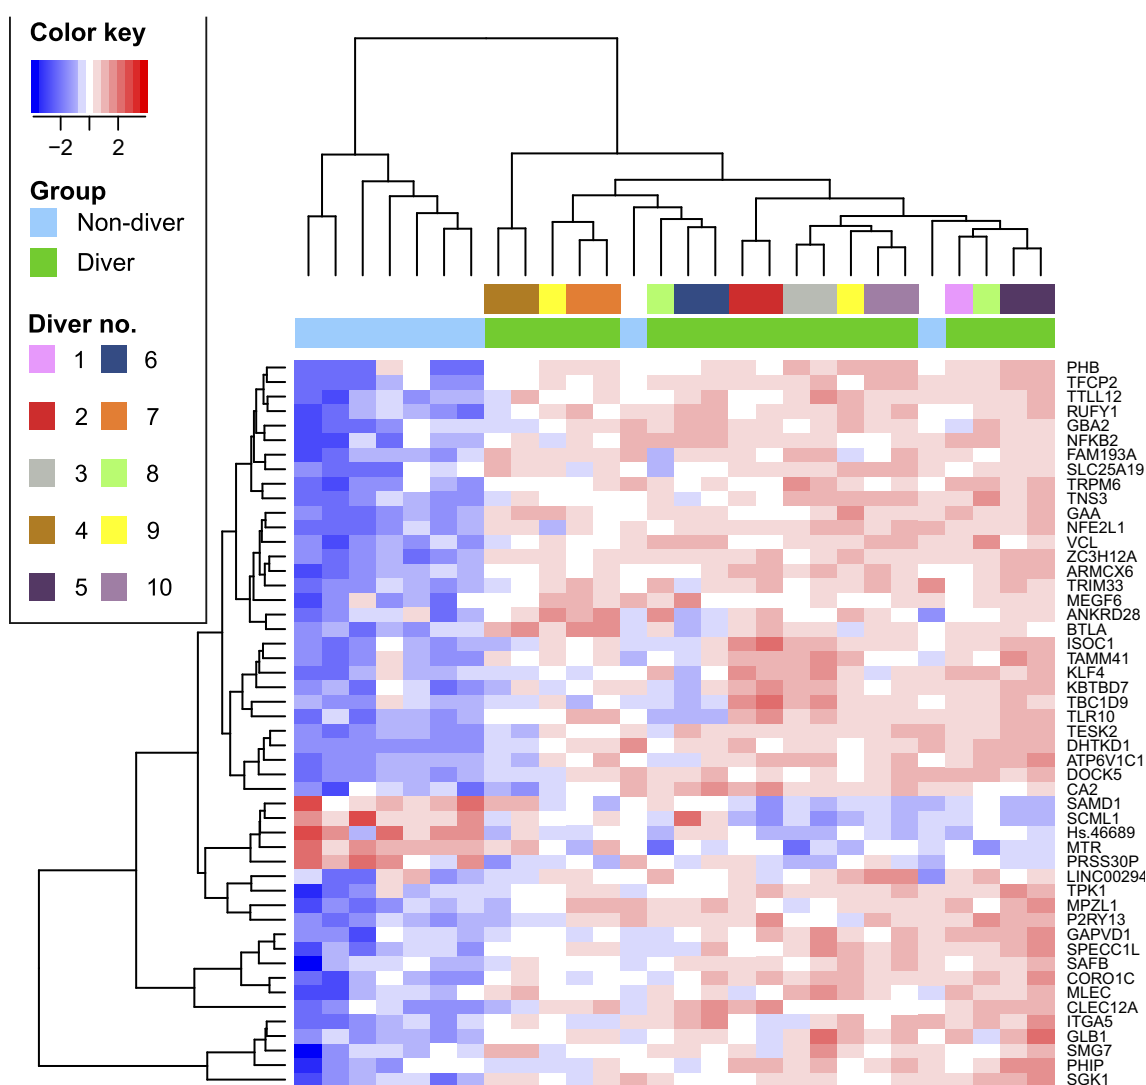 Color key
−2 2
Group
Non-diver
Diver
Diver no.
1 6
2 7
3 8
4 9
5 10
PHB
TFCP2
TTLL12
RUFY1
GBA2
NFKB2
FAM193A
SLC25A19
TRPM6
TNS3
GAA
NFE2L1
VCL
ZC3H12A
ARMCX6
TRIM33
MEGF6
ANKRD28
BTLA
ISOC1
TAMM41
KLF4
KBTBD7
TBC1D9
TLR10
TESK2
DHTKD1
ATP6V1C1
DOCK5
CA2
SAMD1
SCML1
Hs.46689
MTR
PRSS30P
LINC00294
TPK1
MPZL1
P2RY13
GAPVD1
SPECC1L
SAFB
CORO1C
MLEC
CLEC12A
ITGA5
GLB1
SMG7
PHIP
SGK1